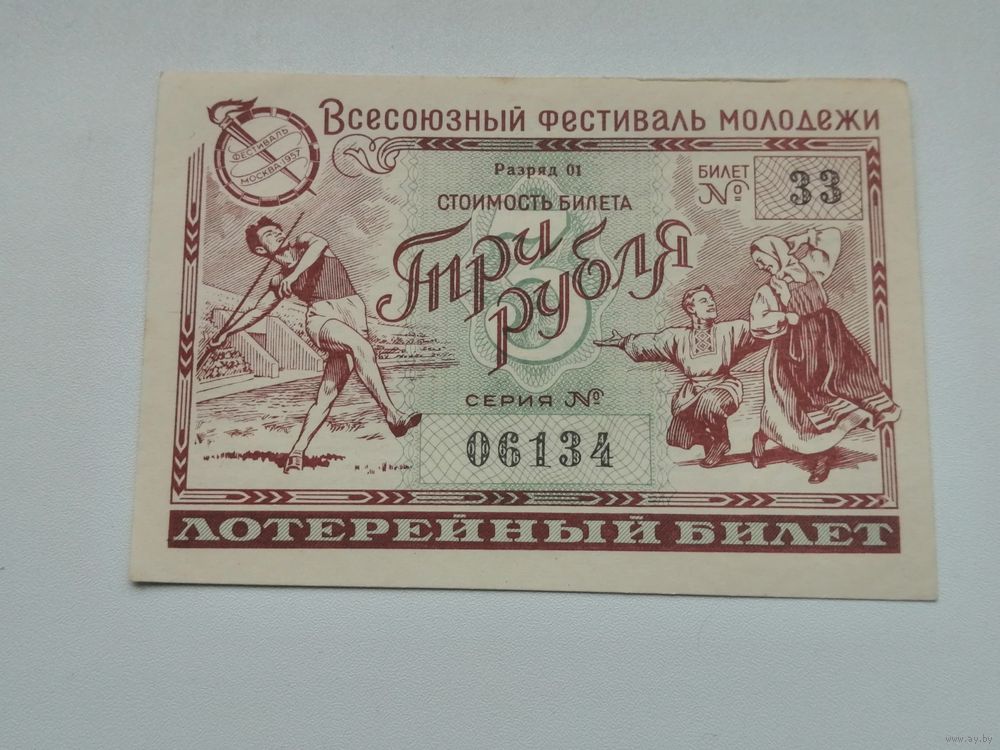 Всесоюзный фестиваль молодежи
ФЕСТИВАЛЬ
МОСКВА.1957
Разряд 01
СТОИМОСТЬ БИЛЕТА
3
Три
рубля
БИЛЕТ
№
33
СЕРИЯ №
06134
ЛОТЕРЕЙНЫЙ БИЛЕТ
www.ay.by